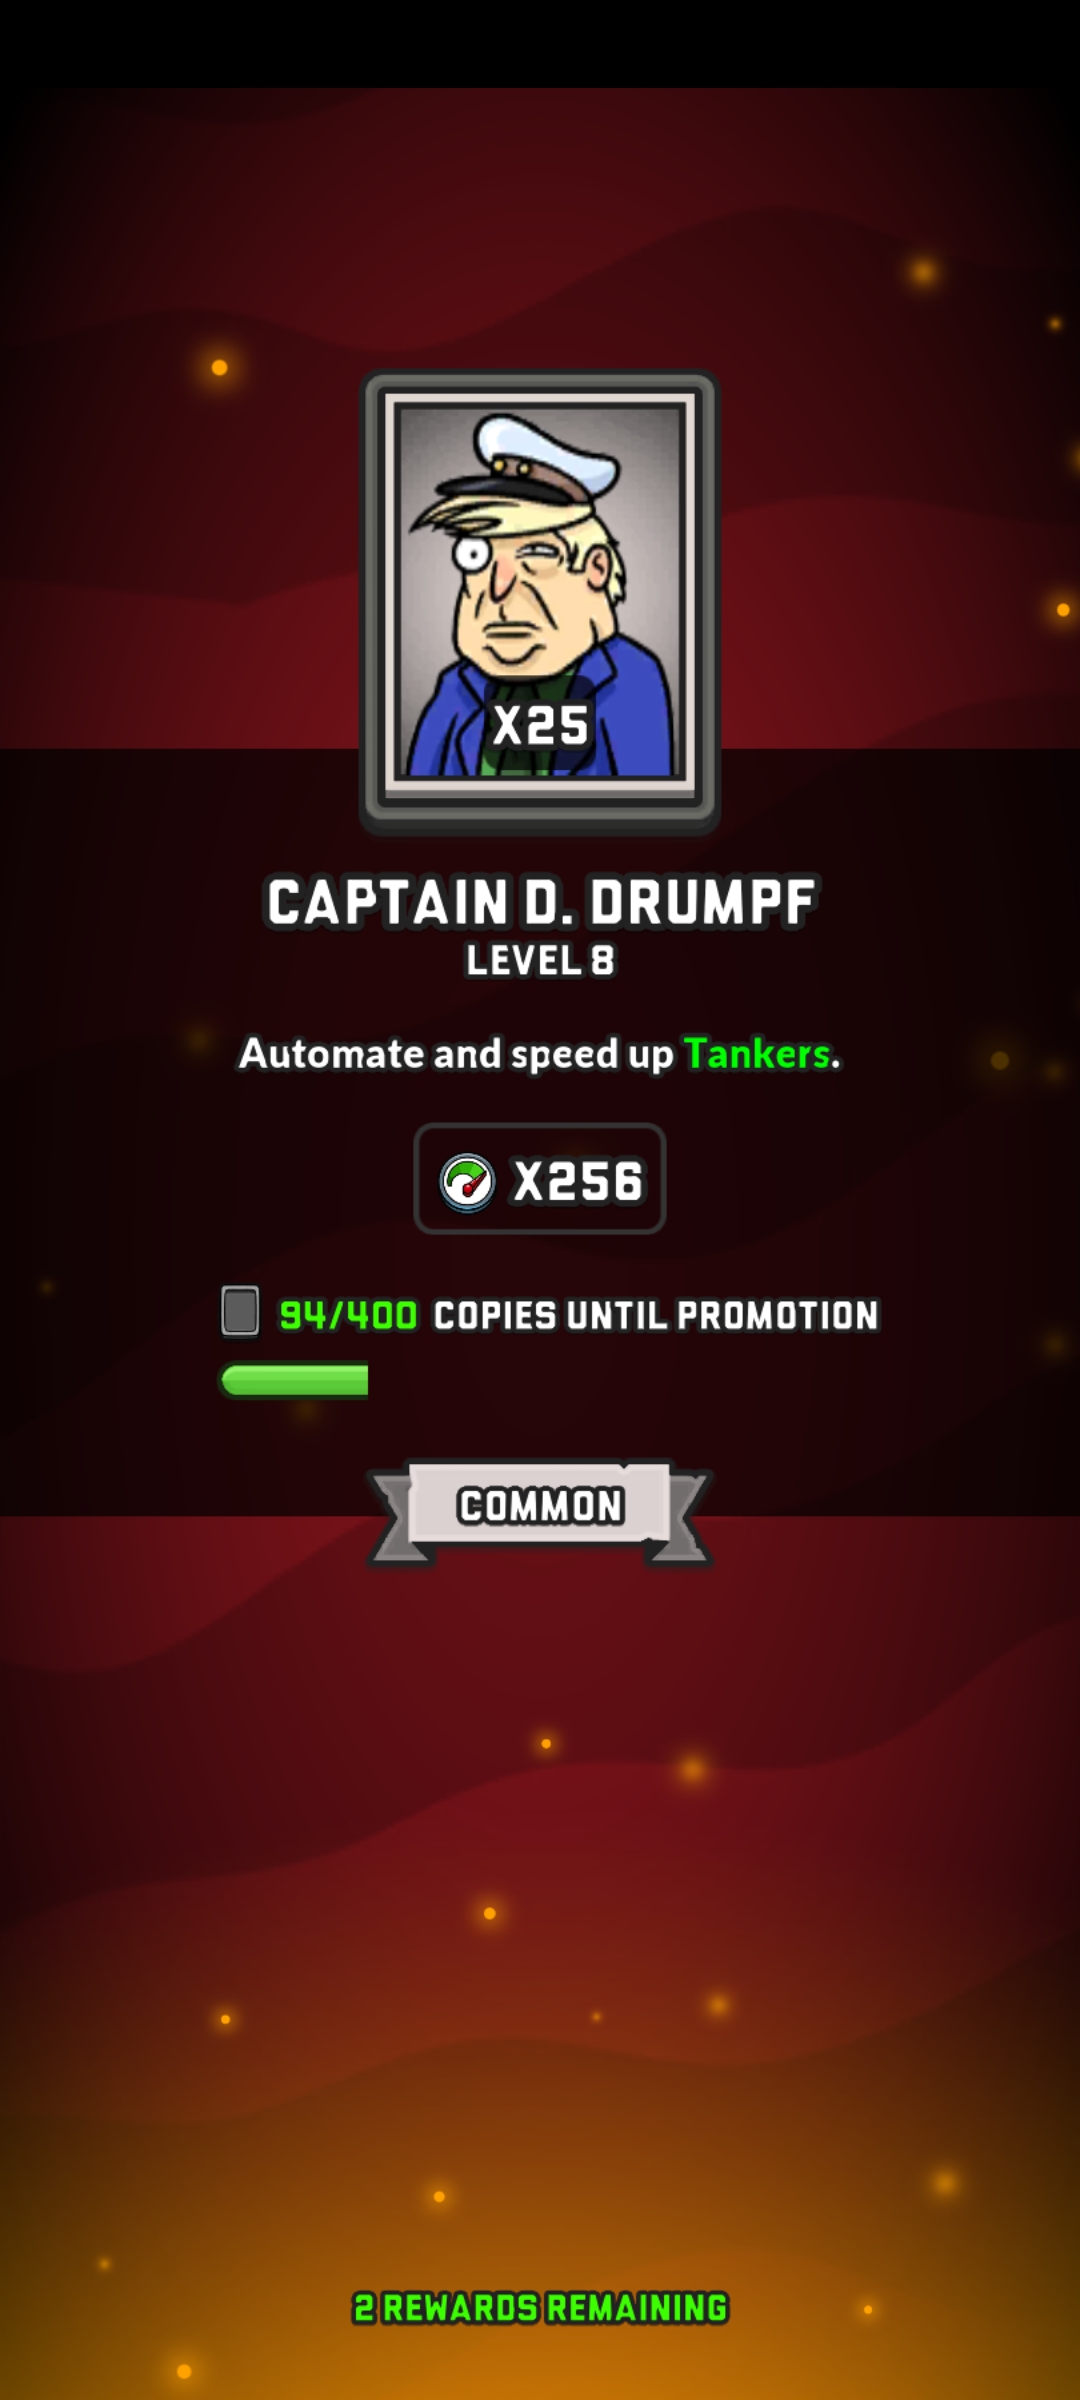 X25
CAPTAIN D. DRUMPF
LEVEL 8
Automate and speed up Tankers.
X256
94/400 COPIES UNTIL PROMOTION
COMMON
2 REWARDS REMAINING